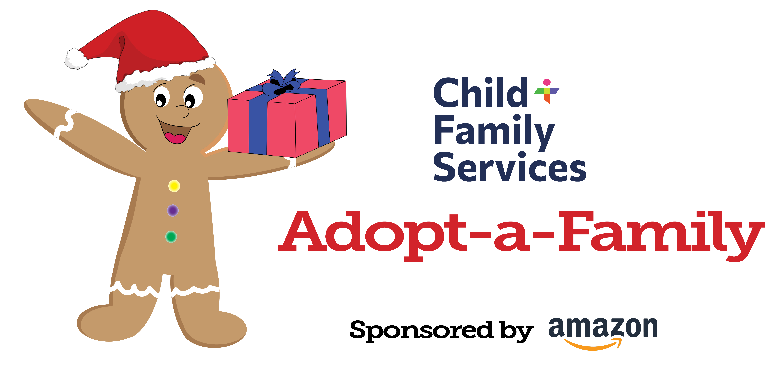 Child
Family
Services
Adopt-a-Family
Sponsored by amazon